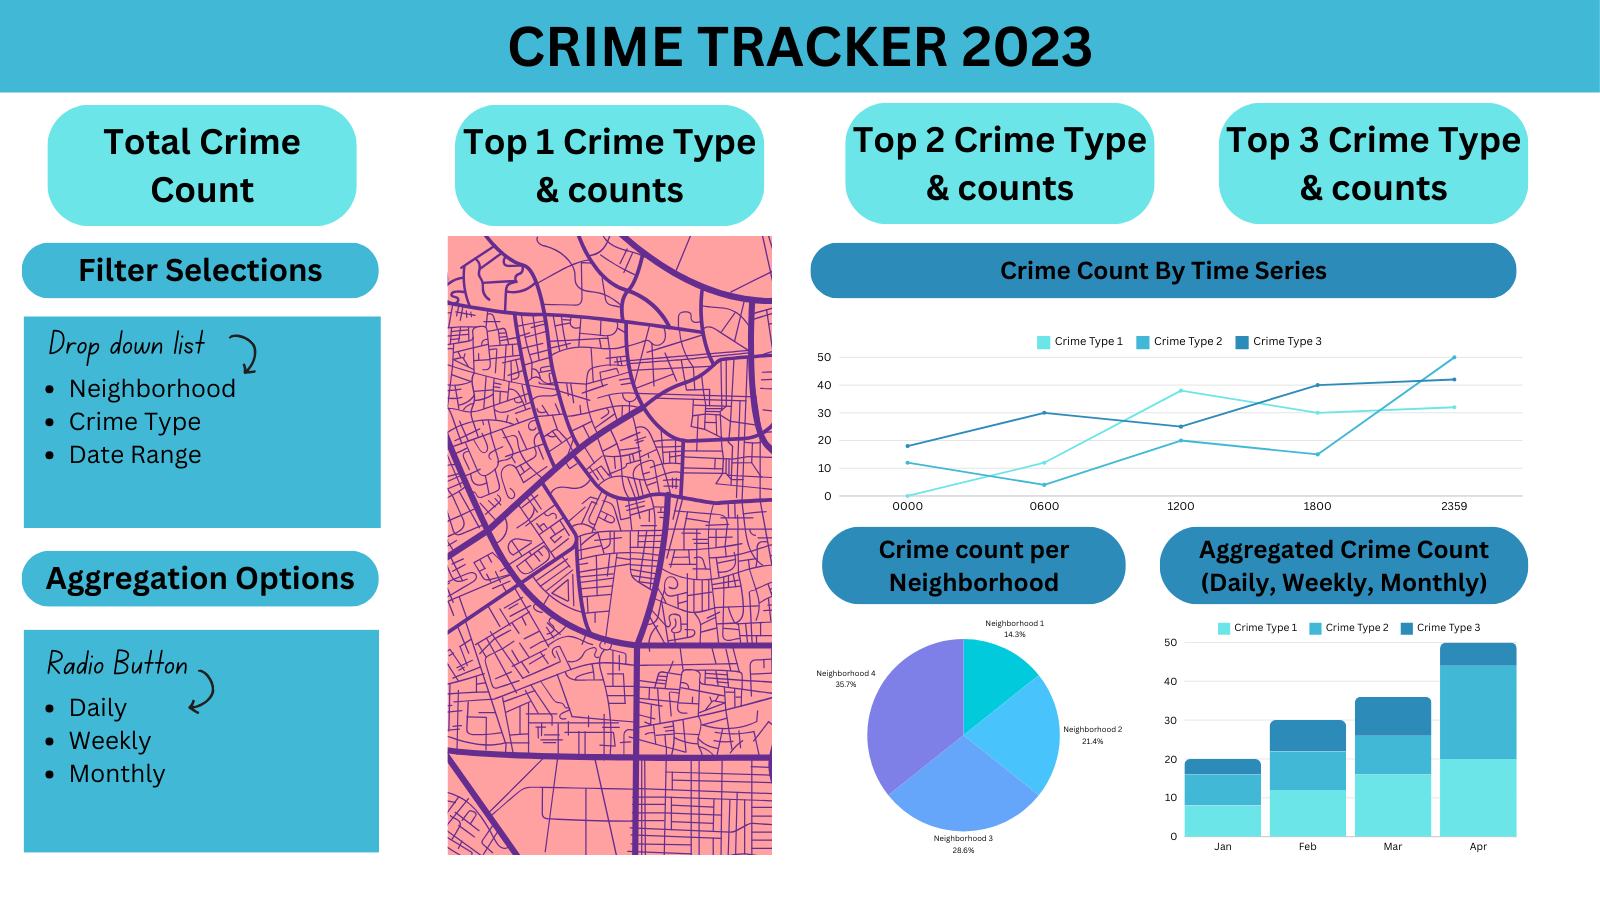 CRIME TRACKER 2023
Total Crime
Count
Top 1 Crime Type
& counts
Top 2 Crime Type
& counts
Top 3 Crime Type
& counts
Filter Selections
Drop down list
• Neighborhood
• Crime Type
• Date Range
Aggregation Options
Radio Button
• Daily
• Weekly
• Monthly
Crime Count By Time Series
Crime Type 1 Crime Type 2 Crime Type 3
50
40
30
20
10
0
0000 0600 1200 1800 2359
Crime count per
Neighborhood
Neighborhood 1
14.3%
Neighborhood 2
21.4%
Neighborhood 3
28.6%
Neighborhood 4
35.7%
Aggregated Crime Count
(Daily, Weekly, Monthly)
Crime Type 1 Crime Type 2 Crime Type 3
50
40
30
20
10
0
Jan Feb Mar Apr